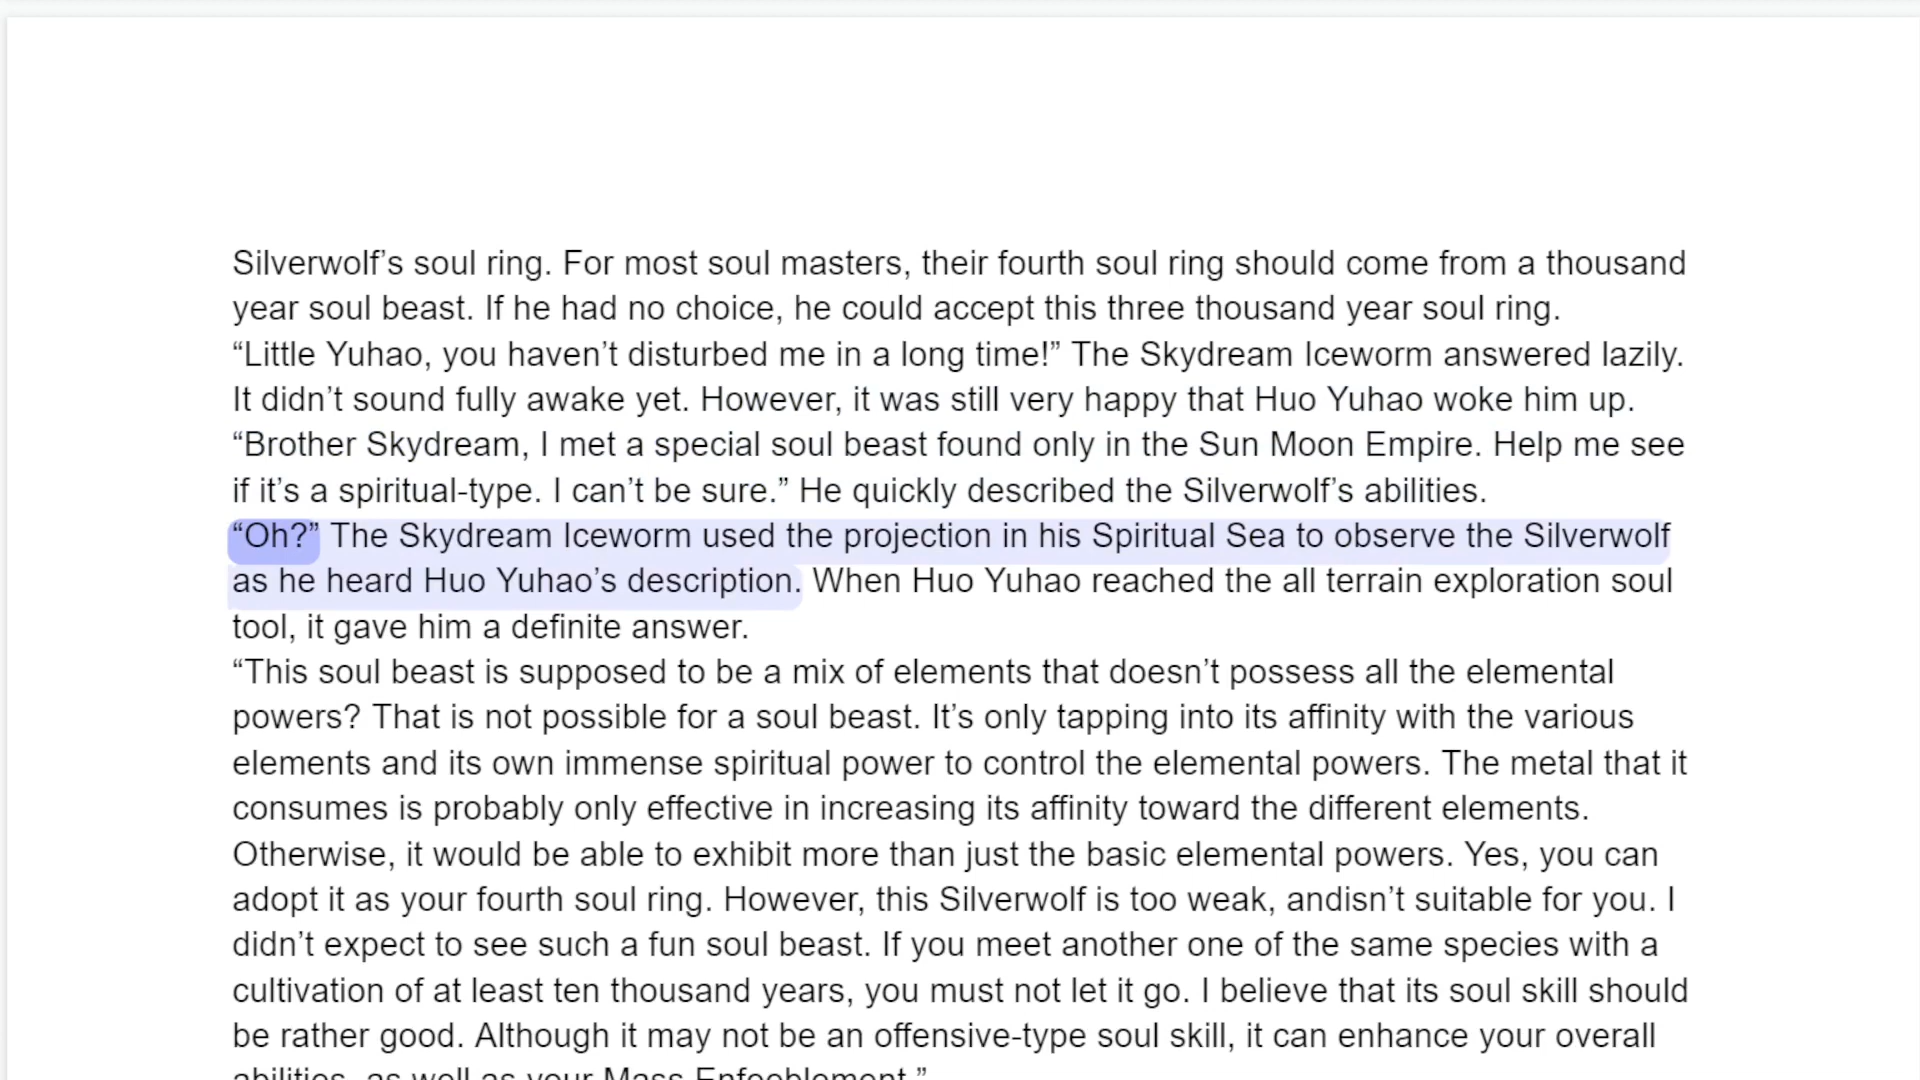 Silverwolf’s soul ring. For most soul masters, their fourth soul ring should come from a thousand
year soul beast. If he had no choice, he could accept this three thousand year soul ring.
“Little Yuhao, you haven’t disturbed me in a long time!” The Skydream Iceworm answered lazily.
It didn’t sound fully awake yet. However, it was still very happy that Huo Yuhao woke him up.
“Brother Skydream, I met a special soul beast found only in the Sun Moon Empire. Help me see
if it’s a spiritual-type. I can’t be sure.” He quickly described the Silverwolf’s abilities.
“Oh?” The Skydream Iceworm used the projection in his Spiritual Sea to observe the Silverwolf
as he heard Huo Yuhao’s description. When Huo Yuhao reached the all terrain exploration soul
tool, it gave him a definite answer.
“This soul beast is supposed to be a mix of elements that doesn’t possess all the elemental
powers? That is not possible for a soul beast. It’s only tapping into its affinity with the various
elements and its own immense spiritual power to control the elemental powers. The metal that it
consumes is probably only effective in increasing its affinity toward the different elements.
Otherwise, it would be able to exhibit more than just the basic elemental powers. Yes, you can
adopt it as your fourth soul ring. However, this Silverwolf is too weak, andisn’t suitable for you. I
didn’t expect to see such a fun soul beast. If you meet another one of the same species with a
cultivation of at least ten thousand years, you must not let it go. I believe that its soul skill should
be rather good. Although it may not be an offensive-type soul skill, it can enhance your overall
abilities, as well as your Mass Enfeeblement.”